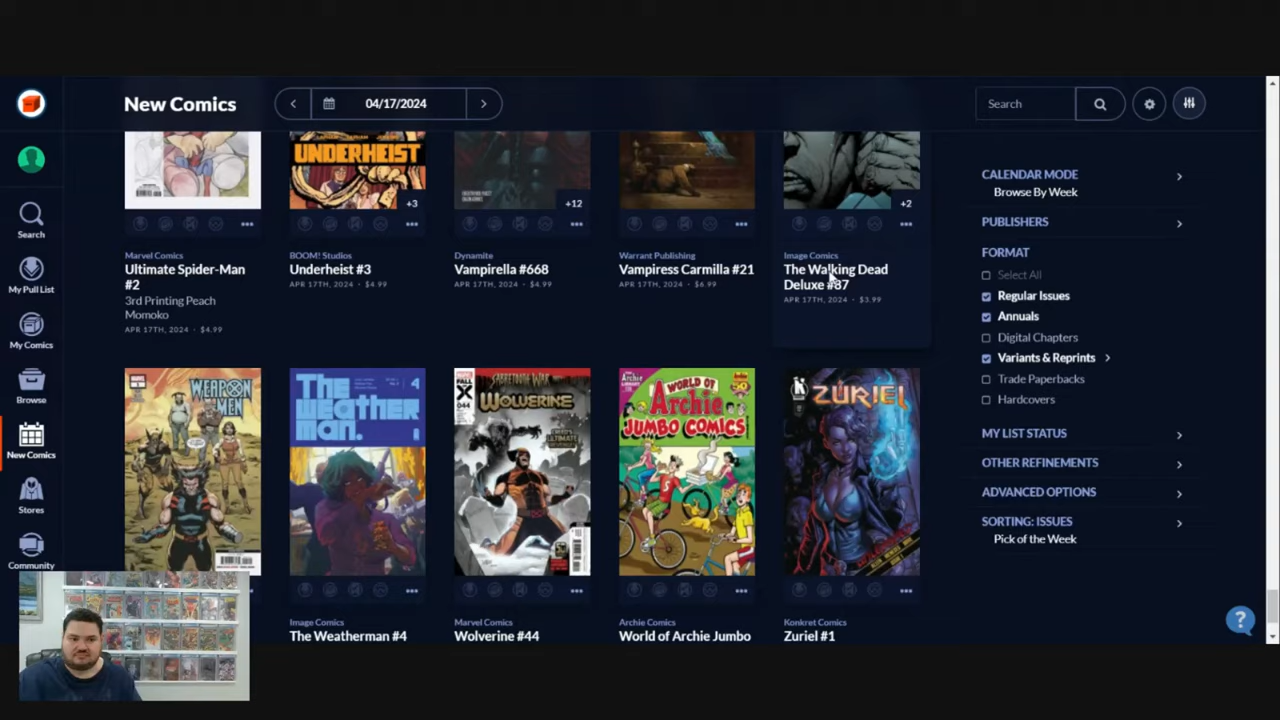 New Comics
04/17/2024
Search
Search
My Pull List
My Comics
Browse
New Comics
Stores
Community
UNDERHEIST
+3
+12
+2
Marvel Comics
Ultimate Spider-Man
#2
3rd Printing Peach
Momoko
APR 17TH, 2024 · $4.99
BOOM! Studios
Underheist #3
APR 17TH, 2024 · $4.99
Dynamite
Vampirella #668
APR 17TH, 2024 · $4.99
Warrant Publishing
Vampiress Carmilla #21
APR 17TH, 2024 · $6.99
Image Comics
The Walking Dead
Deluxe #87
APR 17TH, 2024 · $3.99
CALENDAR MODE
Browse By Week
PUBLISHERS
FORMAT
Select All
Regular Issues
Annuals
Digital Chapters
Variants & Reprints
Trade Paperbacks
Hardcovers
MY LIST STATUS
OTHER REFINEMENTS
ADVANCED OPTIONS
SORTING: ISSUES
Pick of the Week
WEAPON
MEN
The
weather
man.
4
SABRETOOTH WAR
WOLVERINE
FALL
044
WORLD OF
Archie
JUMBO COMICS
ZURIEL
Image Comics
The Weatherman #4
Marvel Comics
Wolverine #44
Archie Comics
World of Archie Jumbo
Konkret Comics
Zuriel #1
?